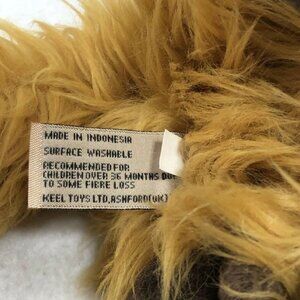 MADE IN INDONESIA
SURFACE WASHABLE
RECOMMENDED FOR
CHILDREN OVER 36 MONTHS DUE
TO SOME FIBRE LOSS
KEEL TOYS LTD, ASHFORD(UK)